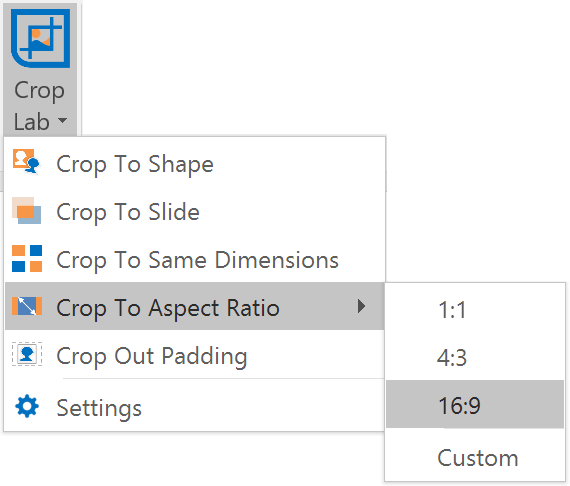 Crop
Lab
Crop To Shape
Crop To Slide
Crop To Same Dimensions
Crop To Aspect Ratio
Crop Out Padding
Settings
1:1
4:3
16:9
Custom